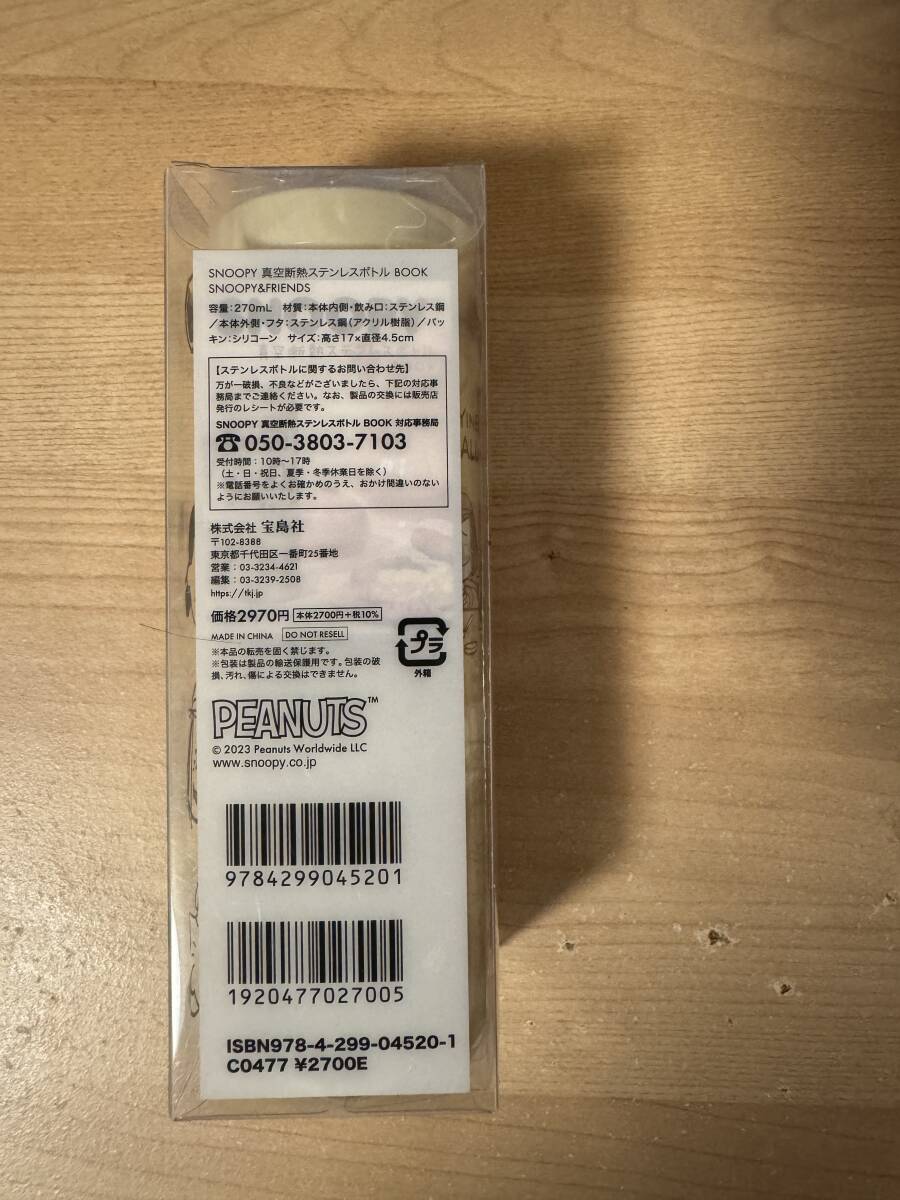 SNOOPY 真空断熱ステンレスボトル BOOK
SNOOPY&FRIENDS
容量:270mL 材質:本体内側・飲み口:ステンレス鋼
/本体外側・フタ:ステンレス鋼(アクリル樹脂)/パッ
キン:シリコーン サイズ:高さ17×直径4.5cm
【ステンレスボトルに関するお問い合わせ先】
万が一破損、不良などがございましたら、下記の対応事
務局までご連絡ください。なお、製品の交換には販売店
発行のレシートが必要です。
SNOOPY 真空断熱ステンレスボトル BOOK 対応事務局
☎050-3803-7103
受付時間:10時〜17時
(土・日・祝日、夏季・冬季休業日を除く)
※電話番号をよくお確かめのうえ、おかけ間違いのない
ようにお願いいたします。
株式会社 宝島社
〒102-8388
東京都千代田区一番町25番地
営業:03-3234-4621
編集:03-3239-2508
https://tkj.jp
価格2970円 本体2700円+税10%
MADE IN CHINA DO NOT RESELL
※本品の転売を固く禁じます。
※包装は製品の輸送保護用です。包装の破
損、汚れ、傷による交換はできません。
プラ
外箱
PEANUTS™
© 2023 Peanuts Worldwide LLC
www.snoopy.co.jp
9784299045201
1920477027005
ISBN978-4-299-04520-1
C0477 ¥2700E